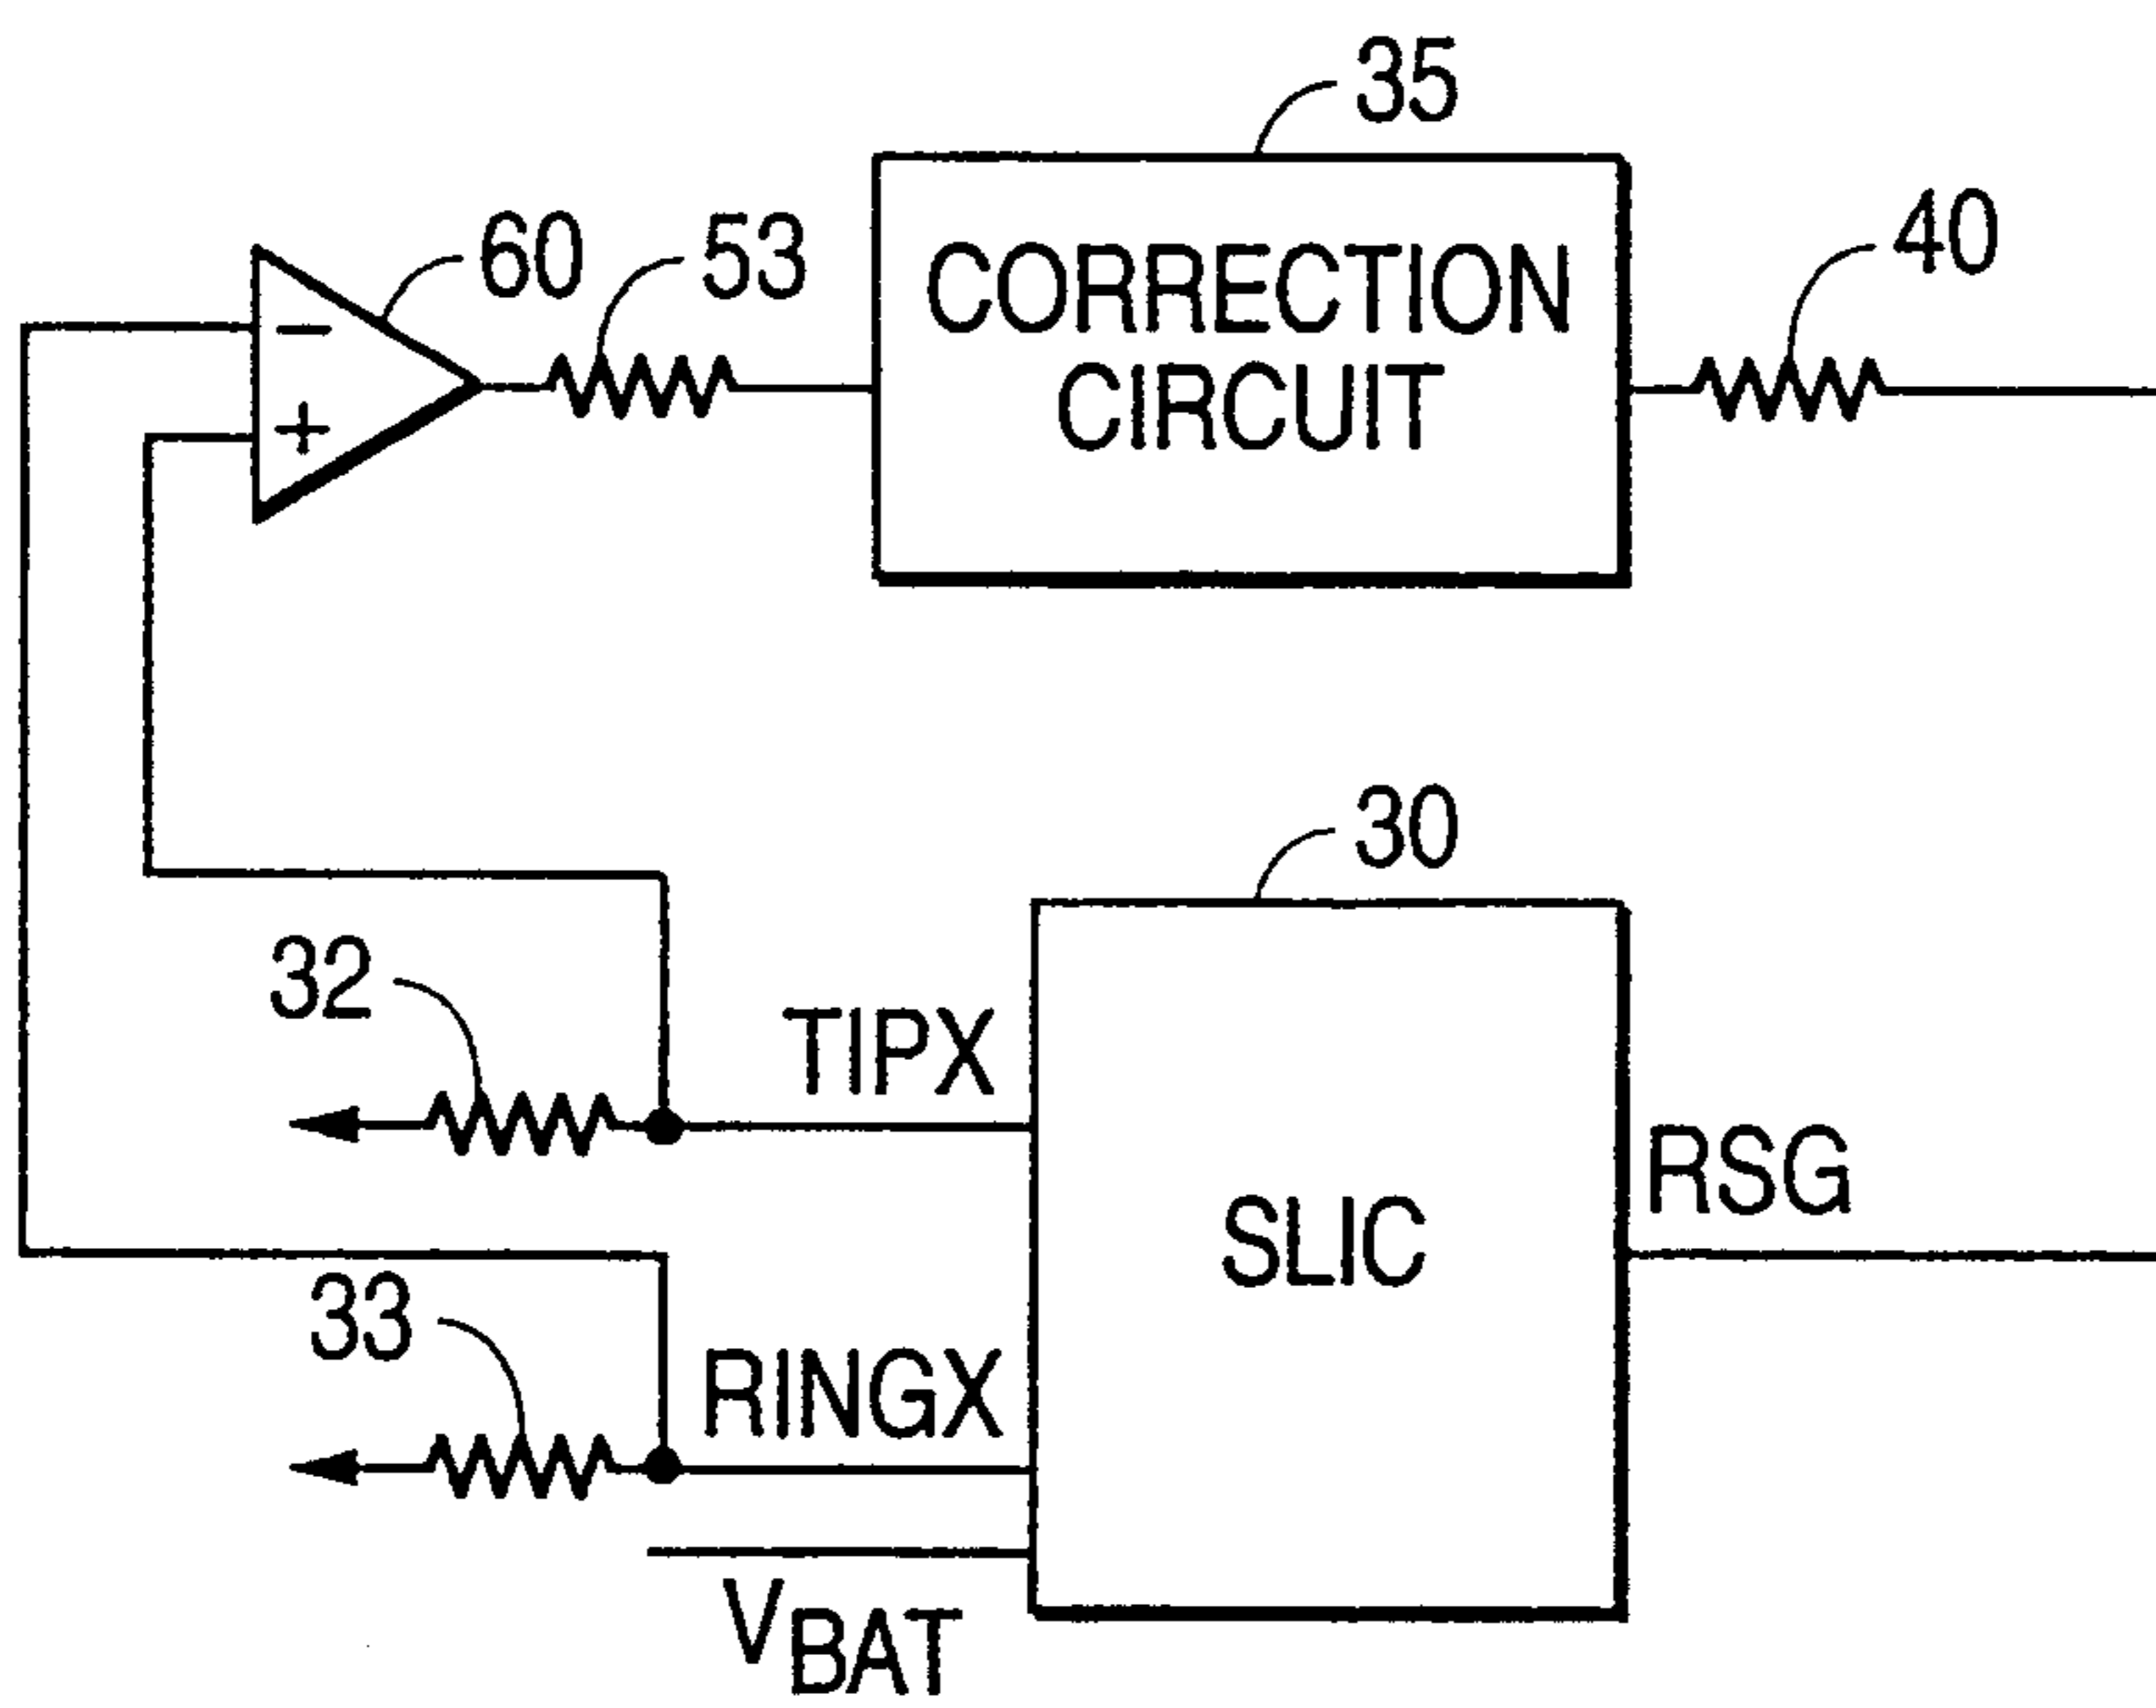 35
60
53
40
−
+
CORRECTION
CIRCUIT
30
32
TIPX
RSG
SLIC
33
RINGX
VBAT